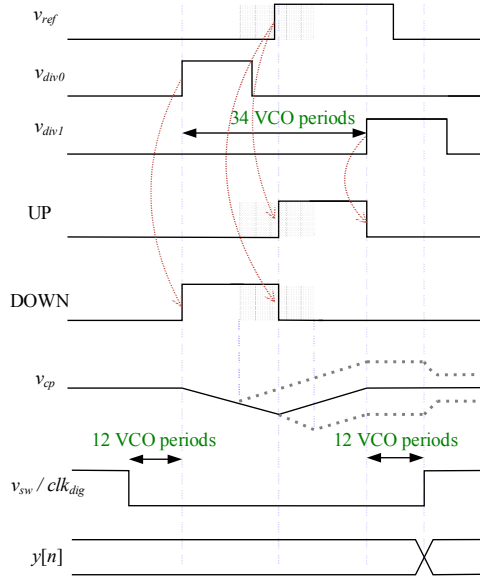 v_ref
v_div0
34 VCO periods
v_div1
UP
DOWN
v_cp
12 VCO periods 12 VCO periods
v_sw / clk_dig
y[n]